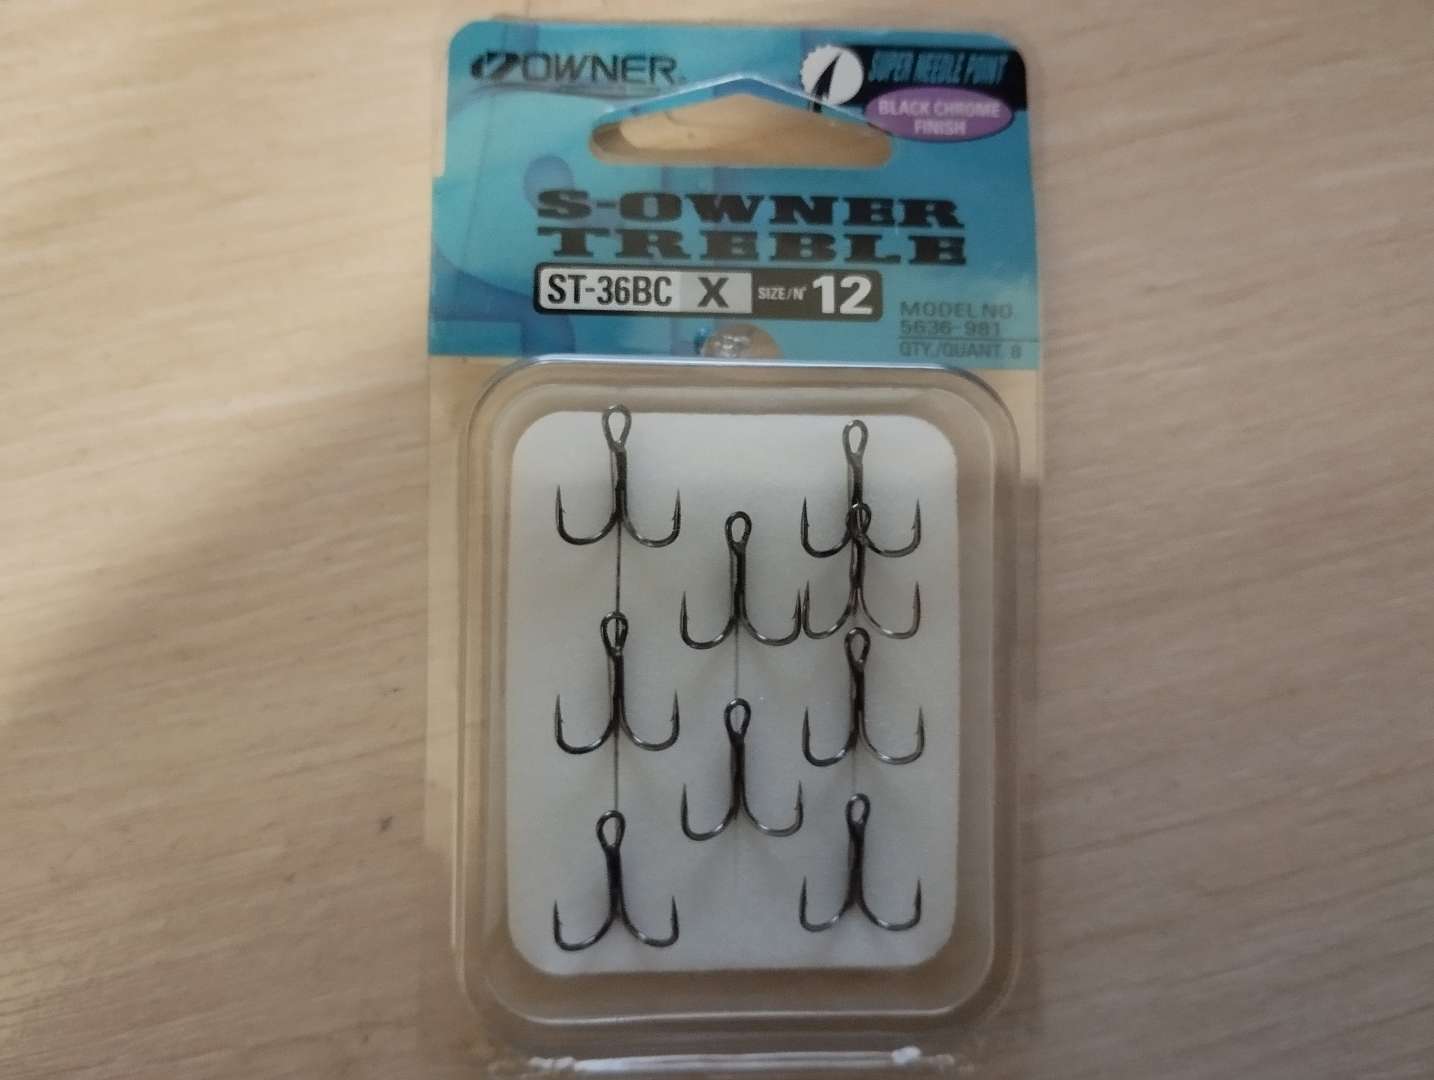 OWNER
SUPER NEEDLE POINT
BLACK CHROME
FINISH
S-OWNER
TREBLE
ST-36BC X SIZE/N° 12
MODEL NO.
5636-981
QTY./QUANT. 8